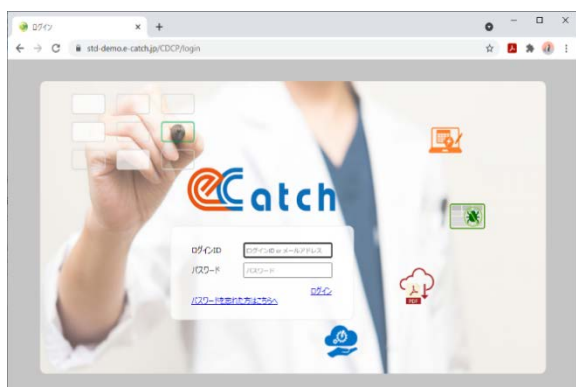 ログイン
std-demo.e-catch.jp/CDCP/login
eCatch
ログインID
ログインID or メールアドレス
パスワード
パスワード
ログイン
パスワードを忘れた方はこちらへ
PDF